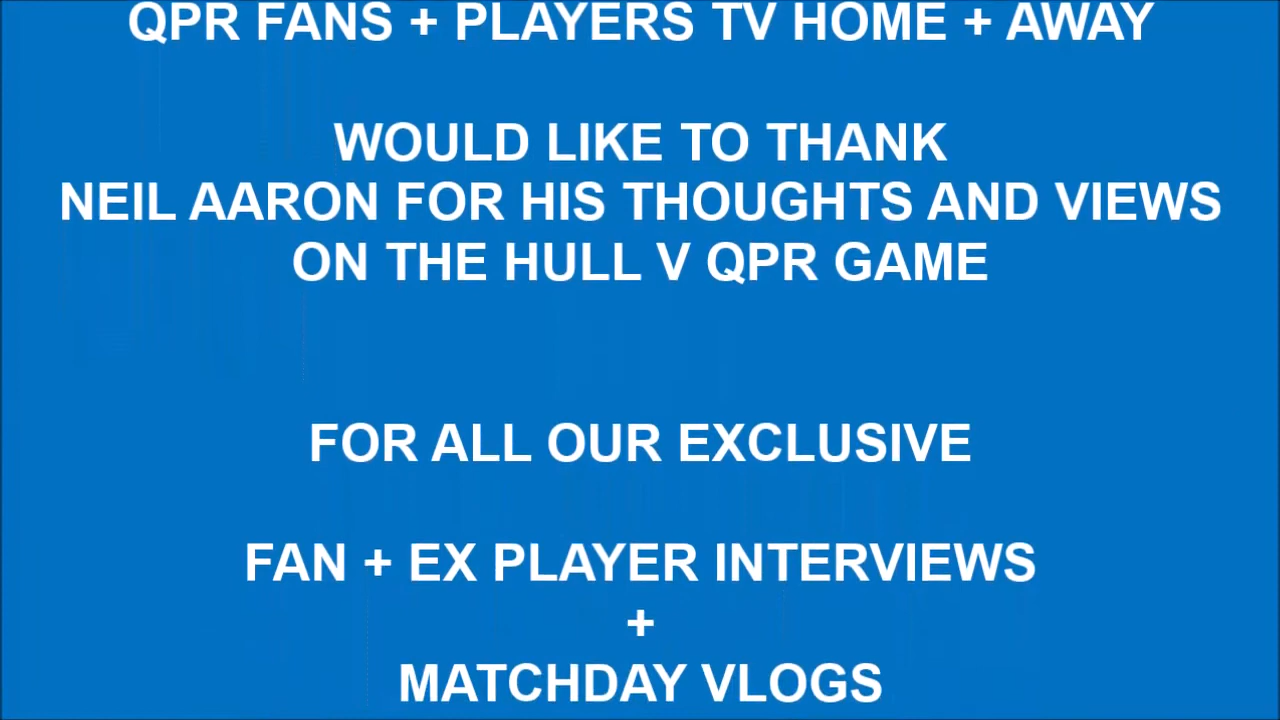 QPR FANS + PLAYERS TV HOME + AWAY
WOULD LIKE TO THANK
NEIL AARON FOR HIS THOUGHTS AND VIEWS
ON THE HULL V QPR GAME
FOR ALL OUR EXCLUSIVE
FAN + EX PLAYER INTERVIEWS
+
MATCHDAY VLOGS